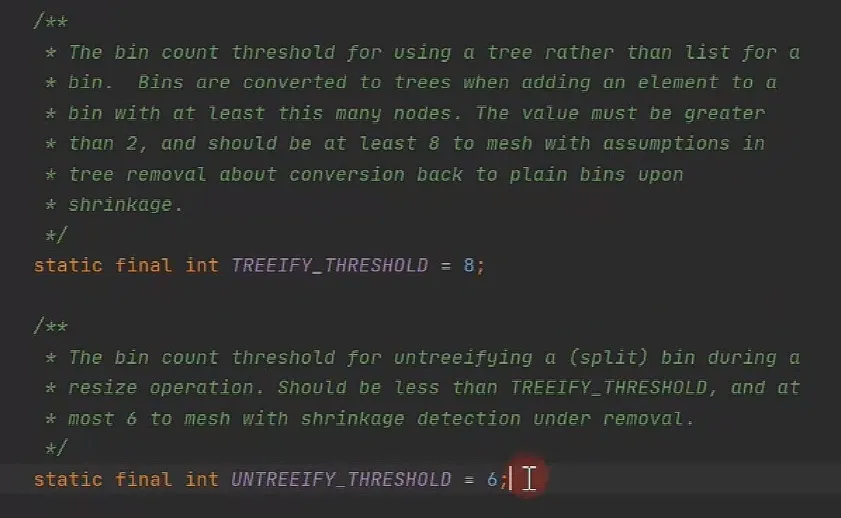 /**
 * The bin count threshold for using a tree rather than list for a
 * bin.  Bins are converted to trees when adding an element to a
 * bin with at least this many nodes. The value must be greater
 * than 2, and should be at least 8 to mesh with assumptions in
 * tree removal about conversion back to plain bins upon
 * shrinkage.
 */
static final int TREEIFY_THRESHOLD = 8;
/**
 * The bin count threshold for untreeifying a (split) bin during a
 * resize operation. Should be less than TREEIFY_THRESHOLD, and at
 * most 6 to mesh with shrinkage detection under removal.
 */
static final int UNTREEIFY_THRESHOLD = 6;